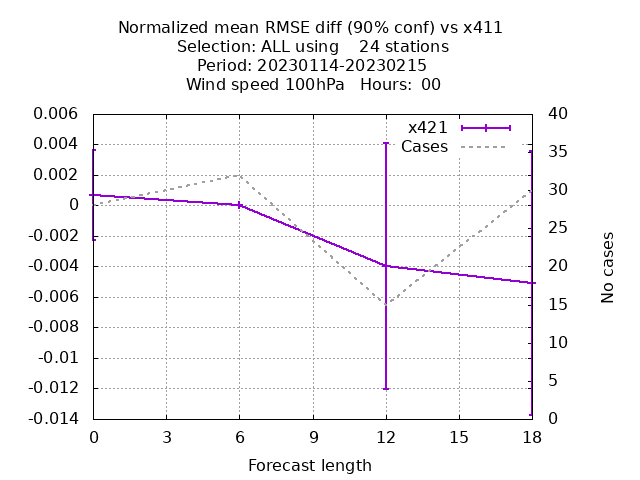 Normalized mean RMSE diff (90% conf) vs x411
Selection: ALL using    24 stations
Period: 20230114-20230215
Wind speed 100hPa   Hours:  00
0.006
0.004
0.002
0
-0.002
-0.004
-0.006
-0.008
-0.01
-0.012
-0.014
x421
Cases
40
35
30
25
20
15
10
5
0
No cases
0 3 6 9 12 15 18
Forecast length